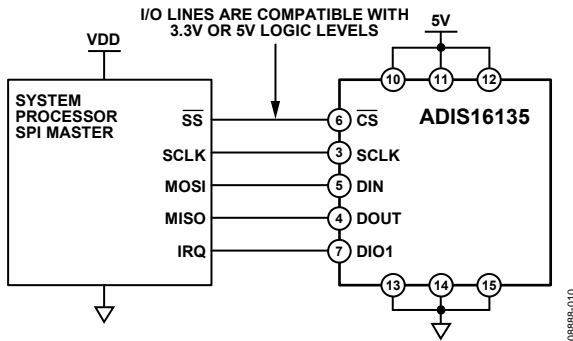 I/O LINES ARE COMPATIBLE WITH
3.3V OR 5V LOGIC LEVELS
VDD
5V
10
11
12
SYSTEM
PROCESSOR
SPI MASTER
ADIS16135
SS
6
CS
SCLK
3
SCLK
MOSI
5
DIN
MISO
4
DOUT
IRQ
7
DIO1
13
14
15
08888-010